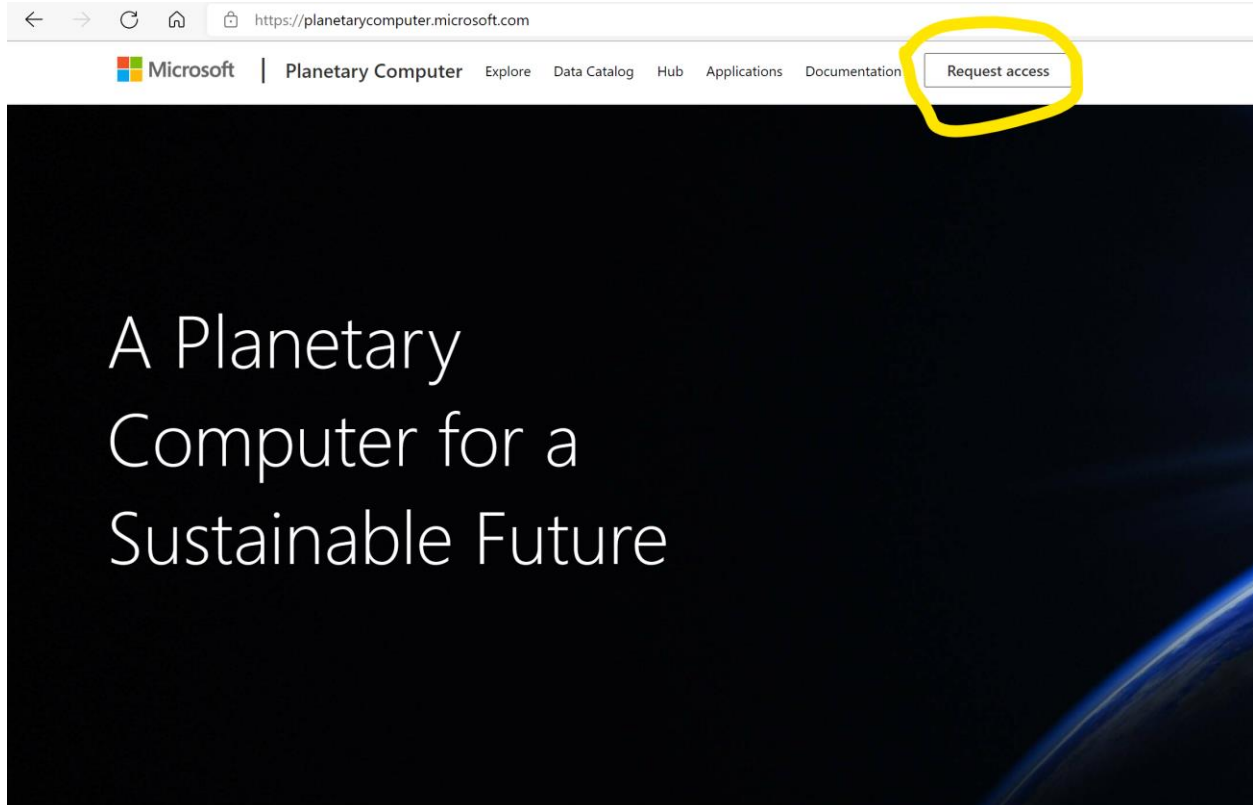 https://planetarycomputer.microsoft.com
Microsoft | Planetary Computer Explore Data Catalog Hub Applications Documentation Request access
A Planetary
Computer for a
Sustainable Future